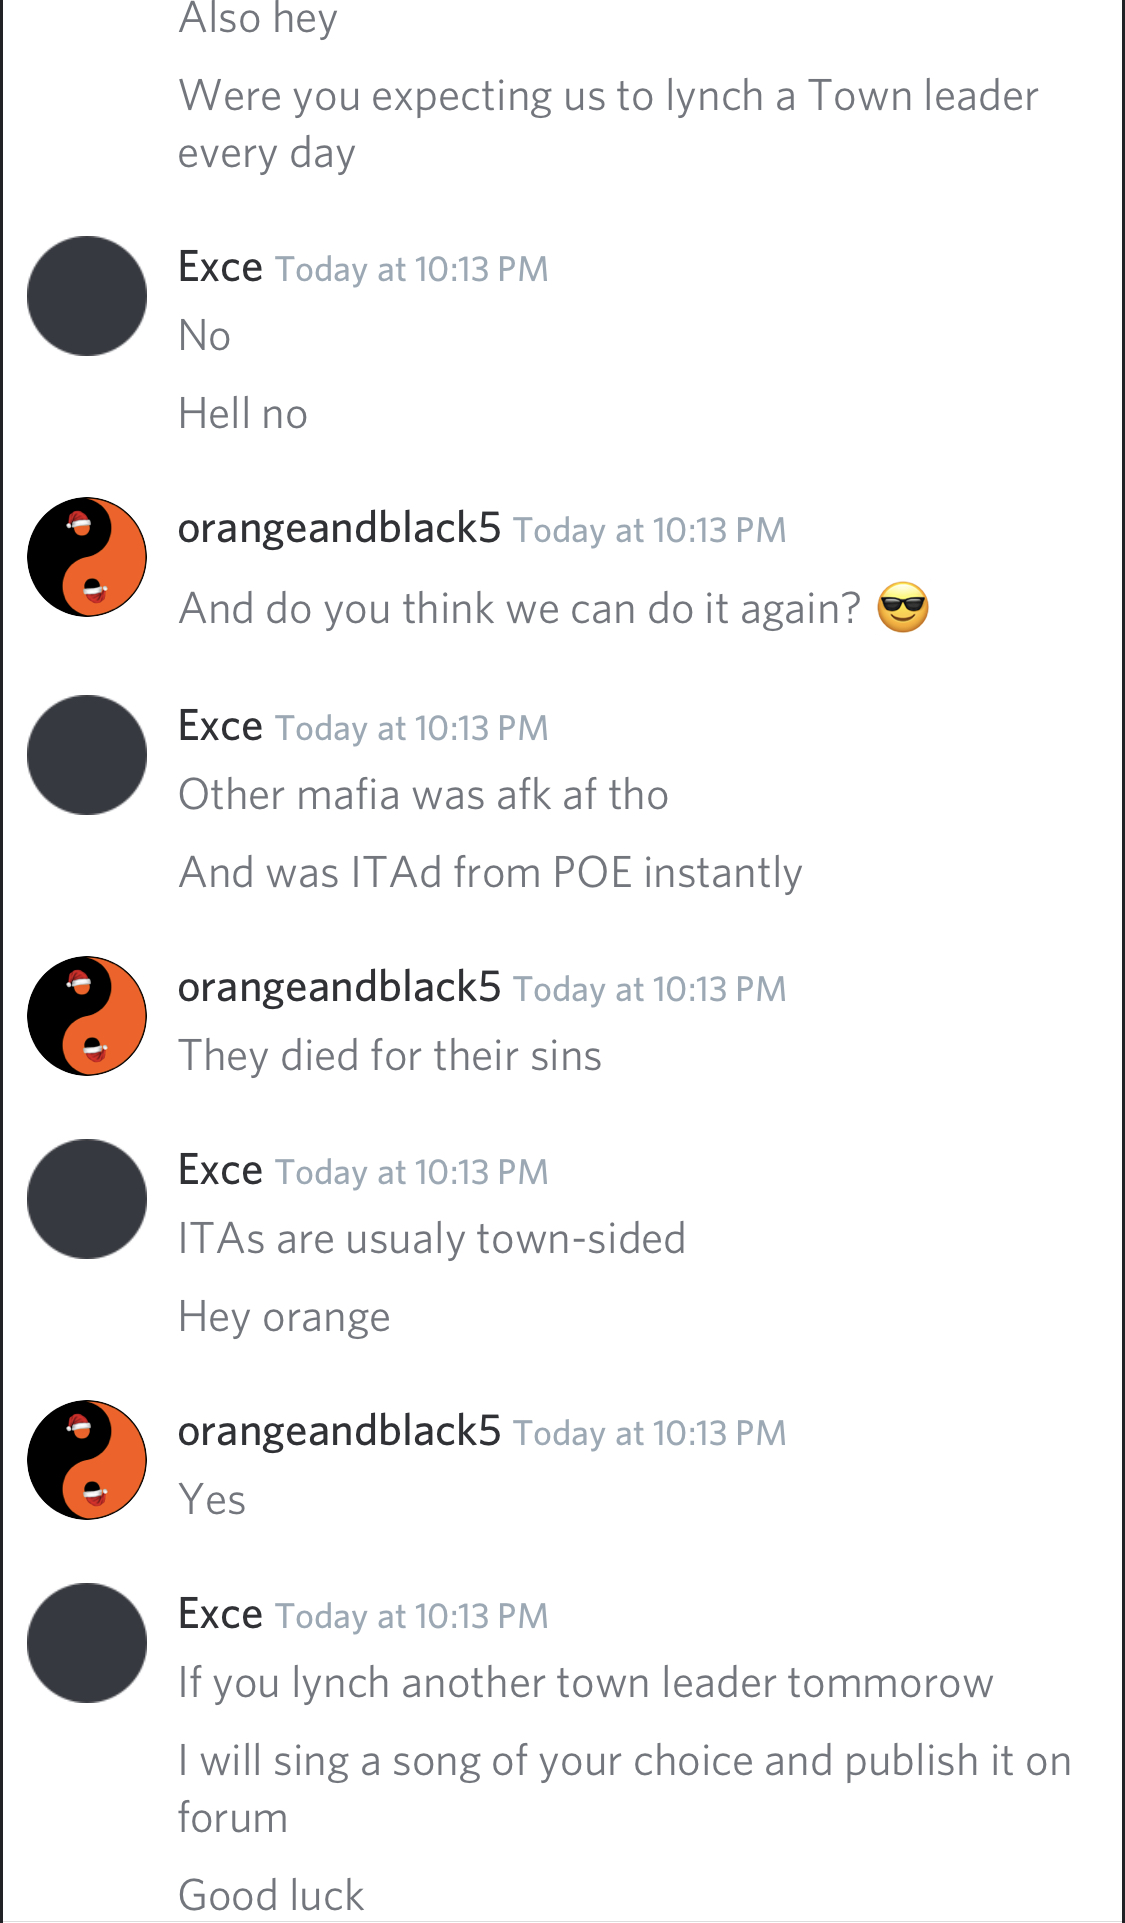 Also hey
Were you expecting us to lynch a Town leader
every day
Exce Today at 10:13 PM
No
Hell no
orangeandblack5 Today at 10:13 PM
And do you think we can do it again? 😎
Exce Today at 10:13 PM
Other mafia was afk af tho
And was ITAd from POE instantly
orangeandblack5 Today at 10:13 PM
They died for their sins
Exce Today at 10:13 PM
ITAs are usualy town-sided
Hey orange
orangeandblack5 Today at 10:13 PM
Yes
Exce Today at 10:13 PM
If you lynch another town leader tommorow
I will sing a song of your choice and publish it on
forum
Good luck